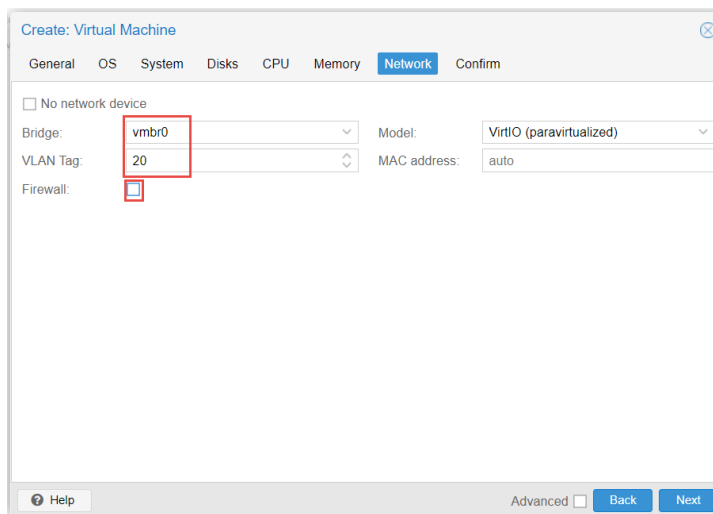 Create: Virtual Machine
General OS System Disks CPU Memory Network Confirm
No network device
Bridge: vmbr0 Model: VirtIO (paravirtualized)
VLAN Tag: 20 MAC address: auto
Firewall:
Help Advanced Back Next